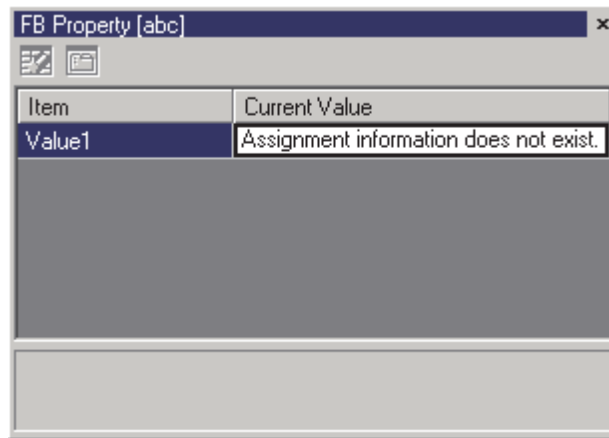 FB Property [abc]
Item Current Value
Value1 Assignment information does not exist.